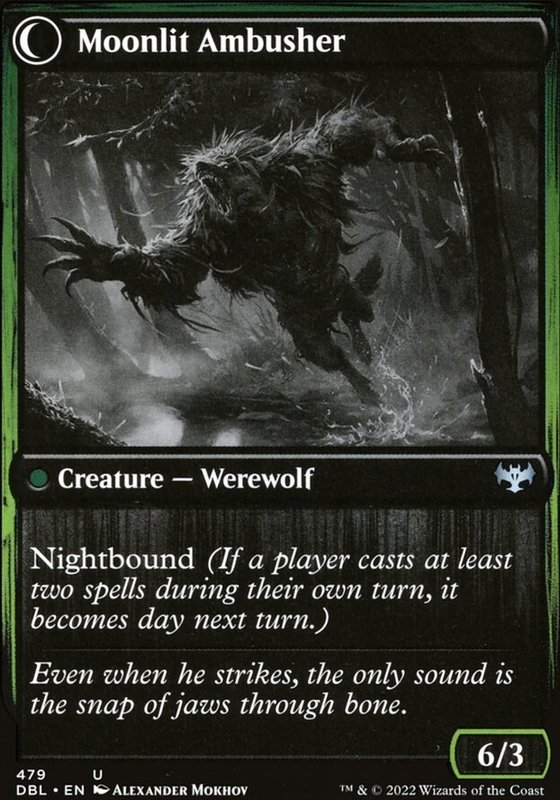 Moonlit Ambusher
Creature — Werewolf
Nightbound (If a player casts at least
two spells during their own turn, it
becomes day next turn.)
Even when he strikes, the only sound is
the snap of jaws through bone.
6/3
479 U
DBL • EN Alexander Mokhov
™ & © 2022 Wizards of the Coast